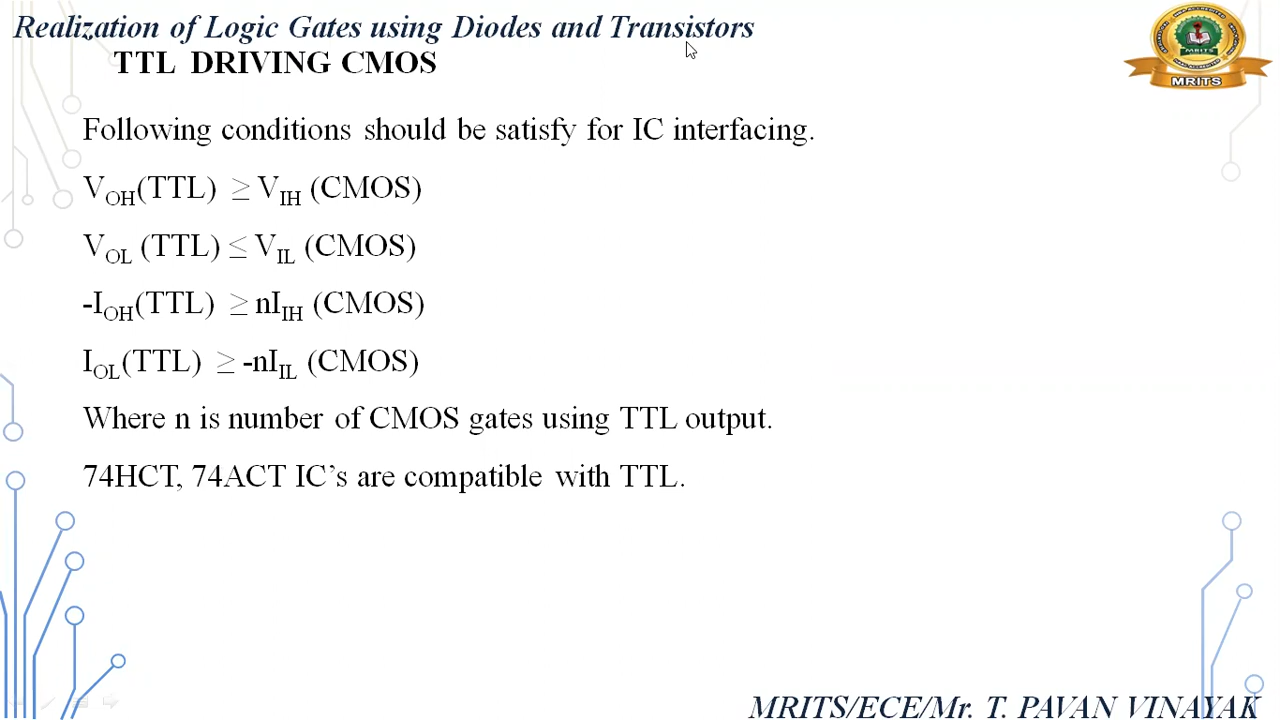 Realization of Logic Gates using Diodes and Transistors
TTL DRIVING CMOS
Following conditions should be satisfy for IC interfacing.
VOH(TTL) ≥ VIH (CMOS)
VOL (TTL) ≤ VIL (CMOS)
-IOH(TTL) ≥ nIIH (CMOS)
IOL(TTL) ≥ -nIIL (CMOS)
Where n is number of CMOS gates using TTL output.
74HCT, 74ACT IC’s are compatible with TTL.
MRITS
MRITS/ECE/Mr. T. PAVAN VINAYAK